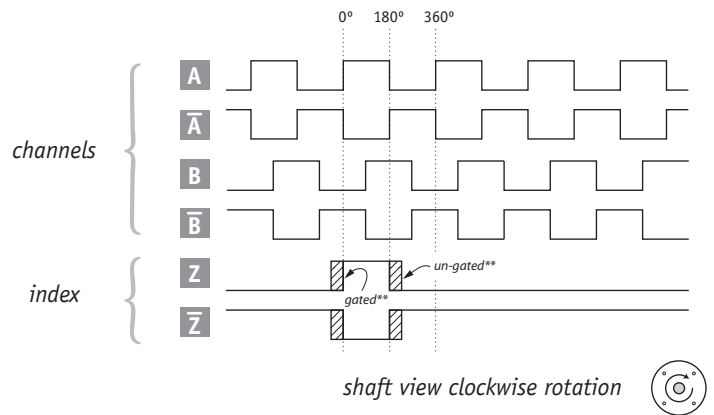 0º 180º 360º
A
A̅
channels
B
B̅
Z
un-gated**
index
gated**
Z̅
shaft view clockwise rotation